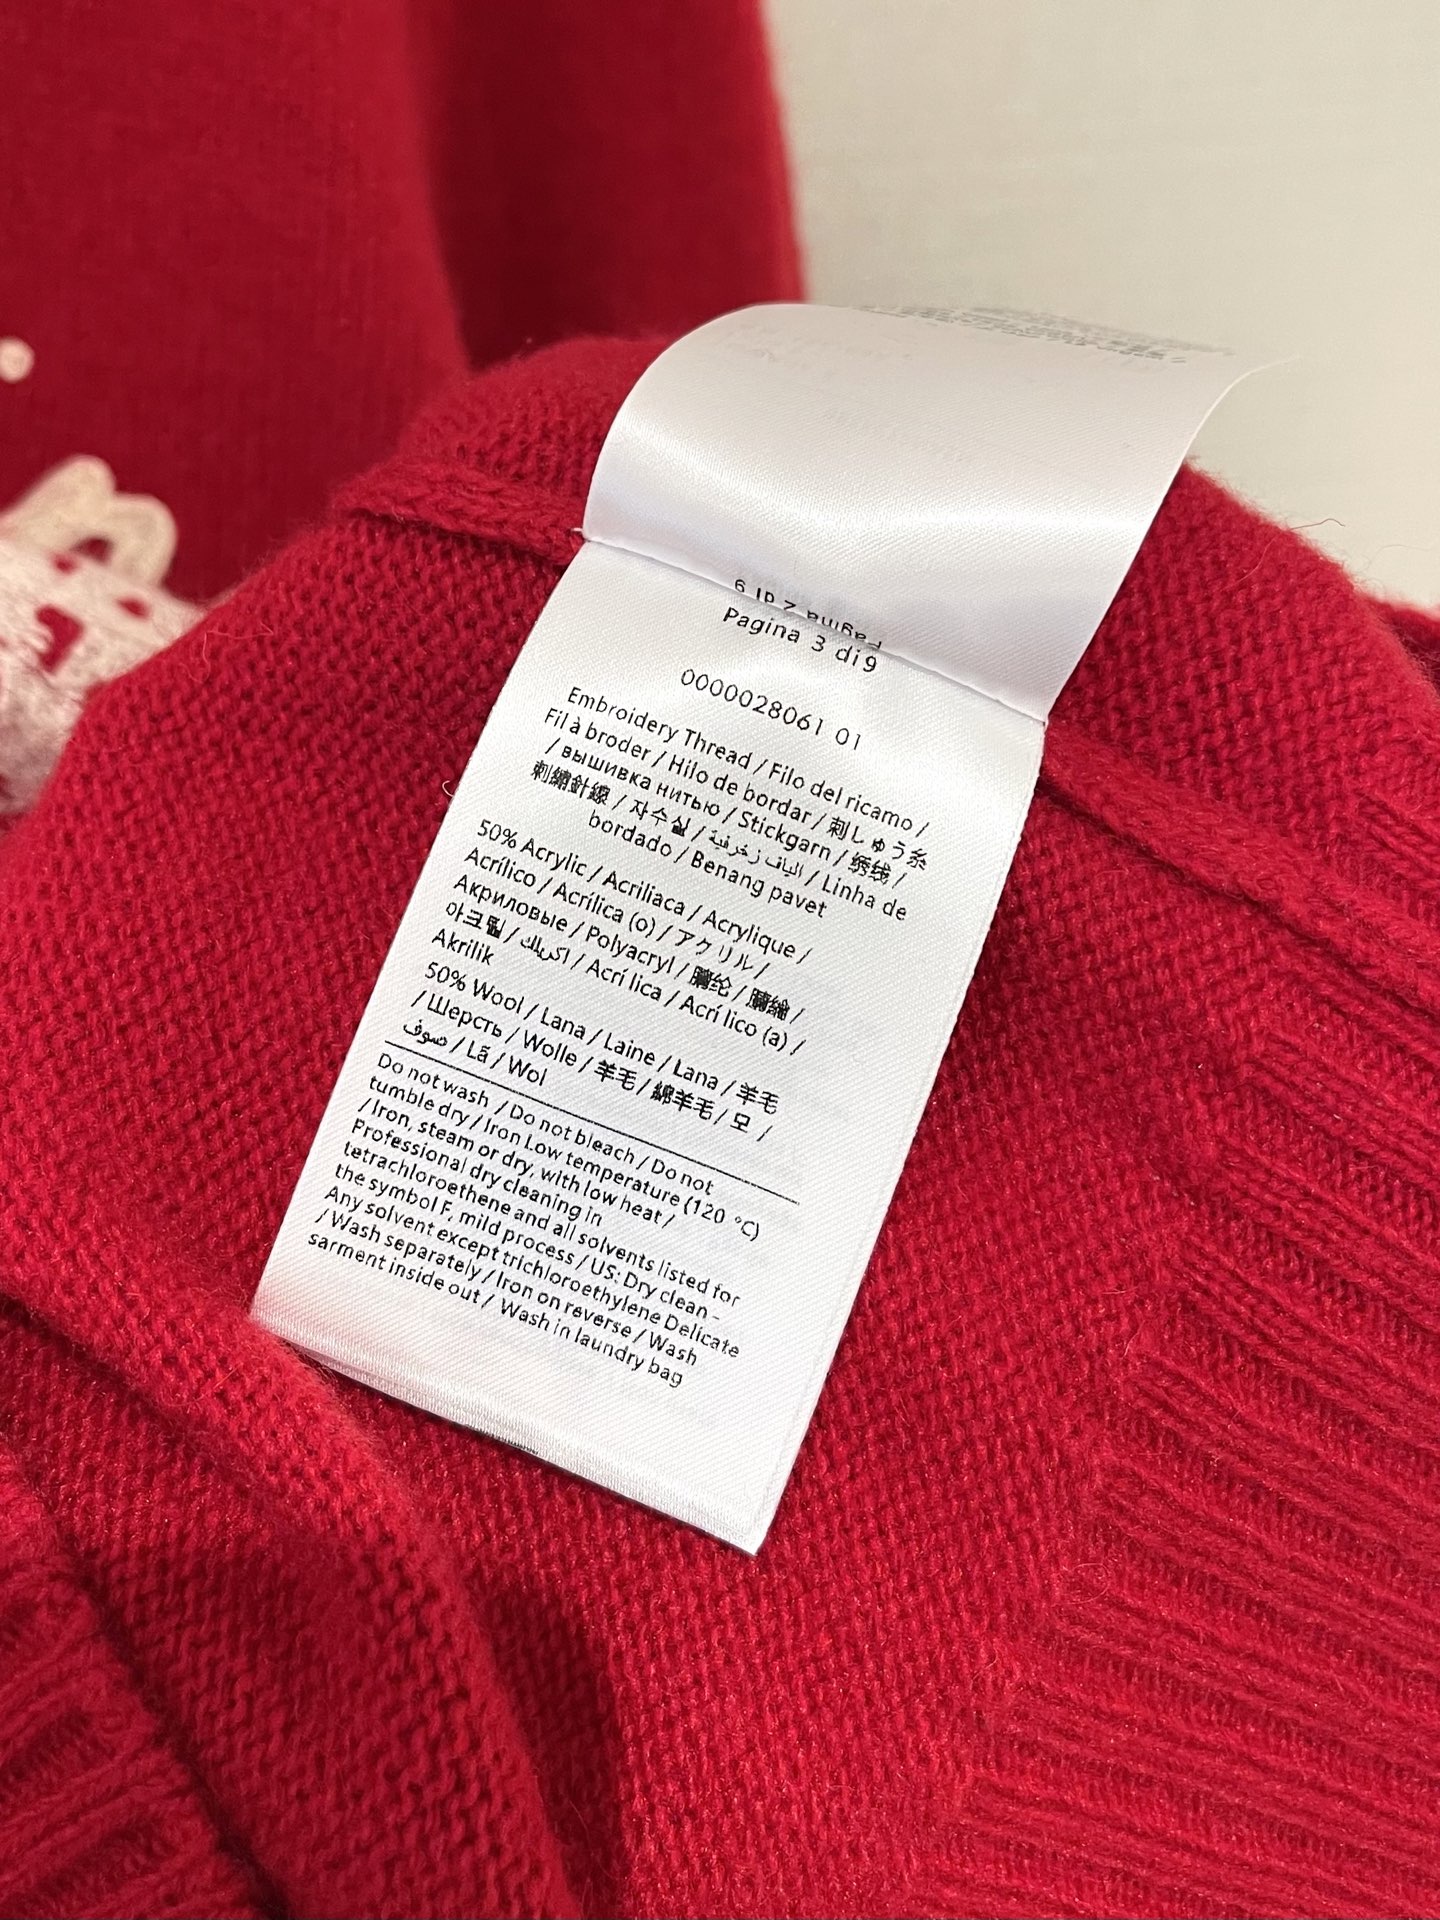 Pagina 2 di 9
Pagina 3 di 9
0000028061 01
Embroidery Thread / Filo del ricamo /
Fil à broder / Hilo de bordar / 刺しゅう糸
/ вышивка нитью / Stickgarn / 绣线 /
刺繡針線 / 자수실 / الياف زخرفية / Linha de
bordado / Benang pavet
50% Acrylic / Acriliaca / Acrylique /
Acrílico / Acrílica (o) / アクリル /
Акриловые / Polyacryl / 腈纶 / 腈綸 /
아크릴 / اكريلك / Acrí lica / Acrí lico (a) /
Akrilik
50% Wool / Lana / Laine / Lana / 羊毛
/ Шерсть / Wolle / 羊毛 / 綿羊毛 / 모 /
صوف / Lã / Wol
Do not wash / Do not bleach / Do not
tumble dry / Iron Low temperature (120 °C)
/ Iron, steam or dry, with low heat /
Professional dry cleaning in
tetrachloroethene and all solvents listed for
the symbol F, mild process / US: Dry clean -
Any solvent except trichloroethylene Delicate
/ Wash separately / Iron on reverse / Wash
sarment inside out / Wash in laundry bag